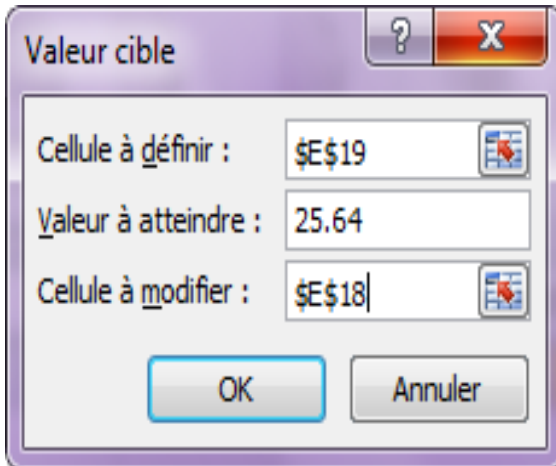 Valeur cible
Cellule à définir : $E$19
Valeur à atteindre : 25.64
Cellule à modifier : $E$18
OK Annuler